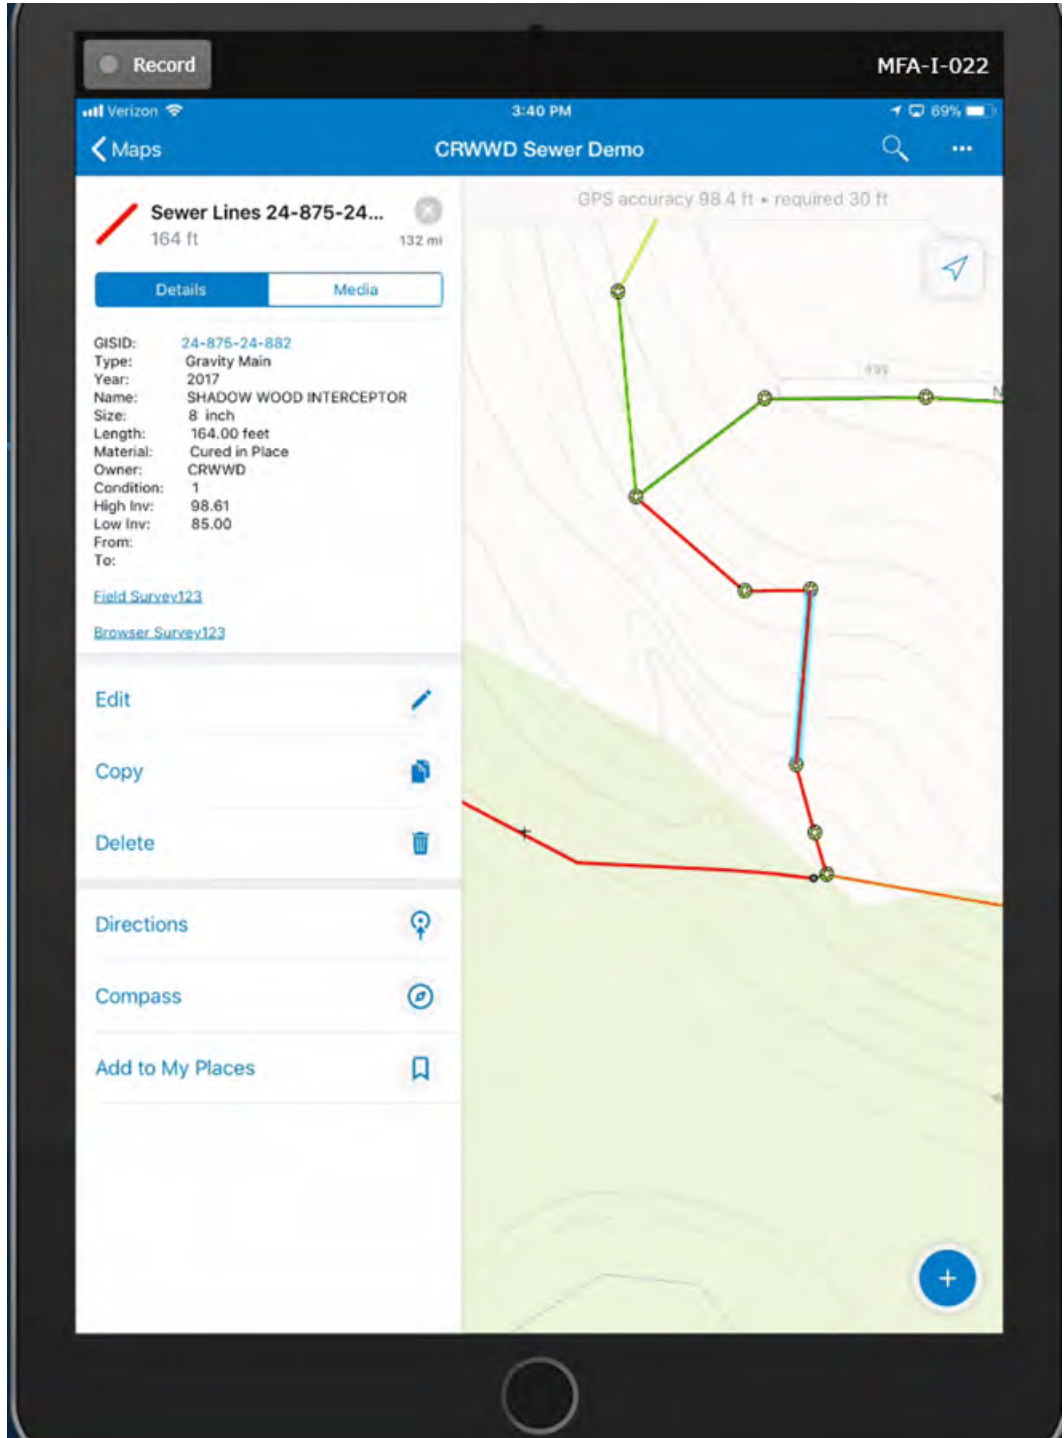 Record
MFA-I-022
Verizon
3:40 PM
69%
Maps
CRWWD Sewer Demo
Sewer Lines 24-875-24...
164 ft
132 mi
GPS accuracy 98.4 ft • required 30 ft
Details
Media
GISID: 24-875-24-882
Type: Gravity Main
Year: 2017
Name: SHADOW WOOD INTERCEPTOR
Size: 8 inch
Length: 164.00 feet
Material: Cured in Place
Owner: CRWWD
Condition: 1
High Inv: 98.61
Low Inv: 85.00
From:
To:
Field Survey123
Browser Survey123
Edit
Copy
Delete
Directions
Compass
Add to My Places
N